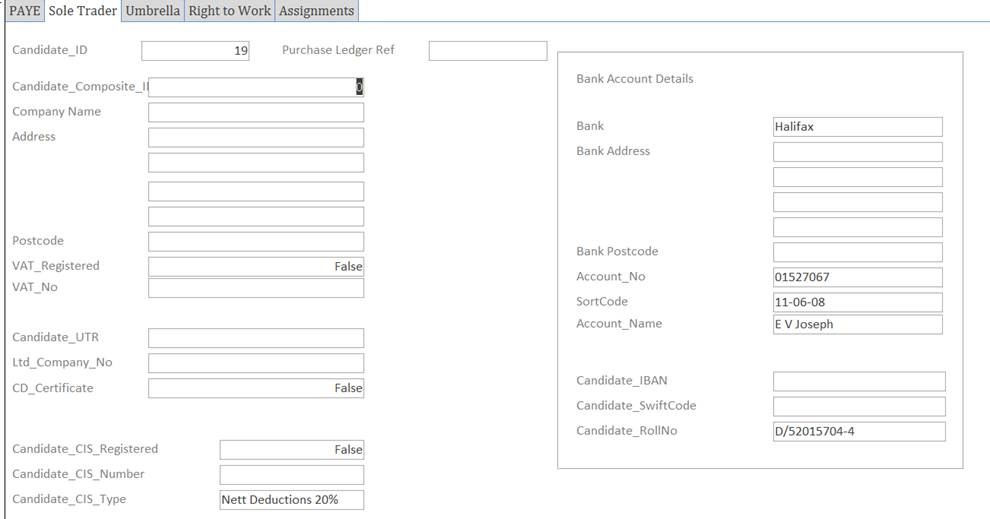 PAYE Sole Trader Umbrella Right to Work Assignments
Candidate_ID 19 Purchase Ledger Ref
Candidate_Composite_I 0
Company Name
Address
Postcode
VAT_Registered False
VAT_No
Candidate_UTR
Ltd_Company_No
CD_Certificate False
Candidate_CIS_Registered False
Candidate_CIS_Number
Candidate_CIS_Type Nett Deductions 20%
Bank Account Details
Bank Halifax
Bank Address
Bank Postcode
Account_No 01527067
SortCode 11-06-08
Account_Name E V Joseph
Candidate_IBAN
Candidate_SwiftCode
Candidate_RollNo D/52015704-4